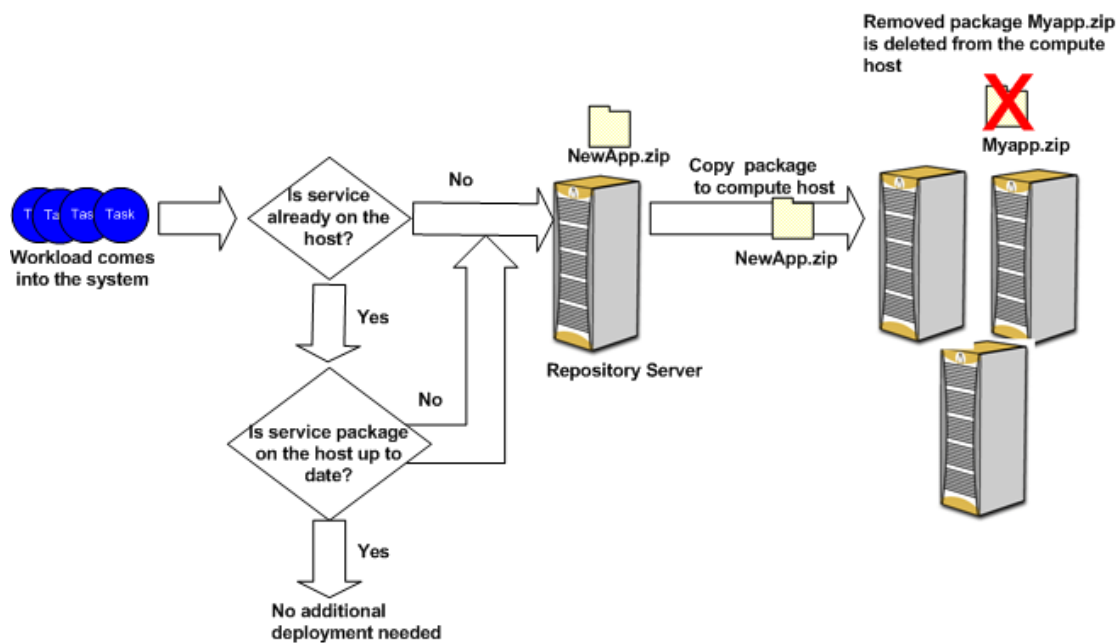 Removed package Myapp.zip
is deleted from the compute
host
Myapp.zip
NewApp.zip
Copy package
to compute host
NewApp.zip
No
Is service
already on the
host?
T
Ta
Tas
Task
Workload comes
into the system
Yes
Repository Server
No
Is service package
on the host up to
date?
Yes
No additional
deployment needed